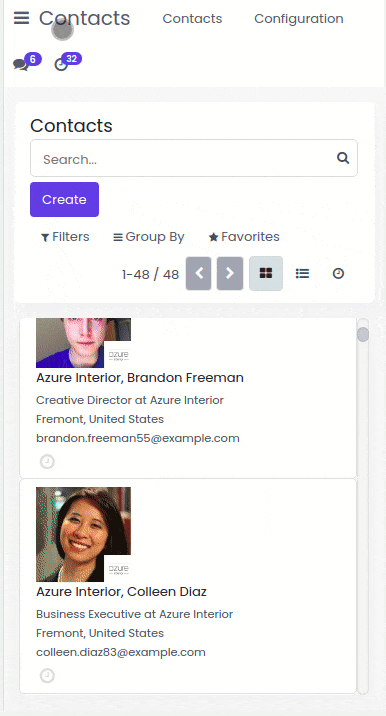 Contacts Contacts Configuration
6 32
Contacts
Search...
Create
Filters Group By Favorites
1-48 / 48
azure
Azure Interior, Brandon Freeman
Creative Director at Azure Interior
Fremont, United States
brandon.freeman55@example.com
azure
Azure Interior, Colleen Diaz
Business Executive at Azure Interior
Fremont, United States
colleen.diaz83@example.com